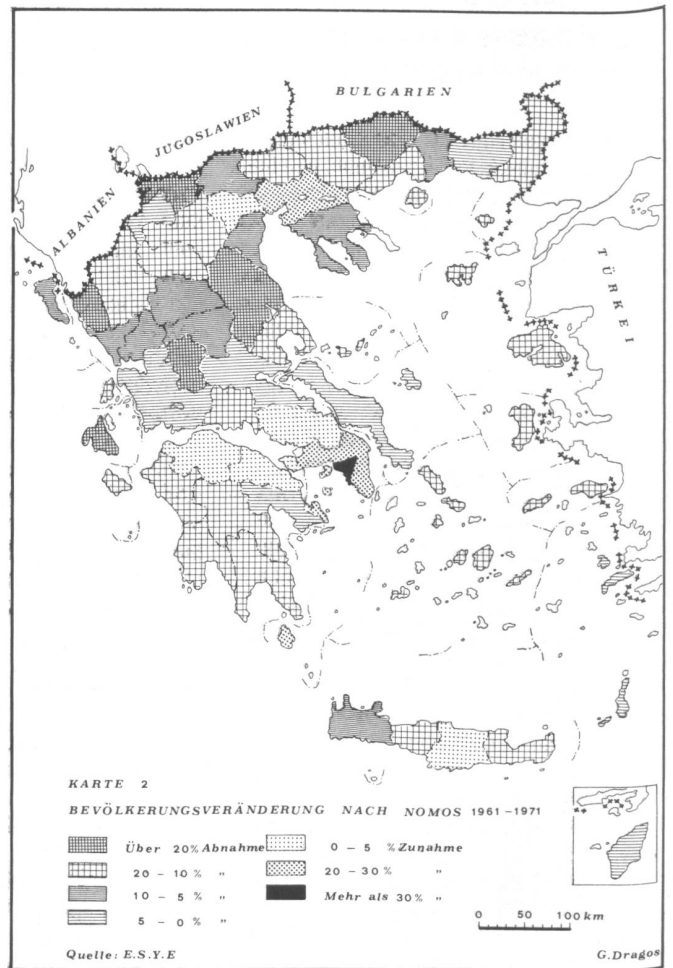 BULGARIEN
JUGOSLAWIEN
ALBANIEN
TÜRKEI
KARTE 2
BEVÖLKERUNGSVERÄNDERUNG NACH NOMOS 1961-1971
Über 20% Abnahme
20 - 10% "
10 - 5 % "
5 - 0 % "
0 - 5 % Zunahme
20 - 30% "
Mehr als 30% "
0 50 100 km
Quelle: E.S.Y.E
G.Dragos